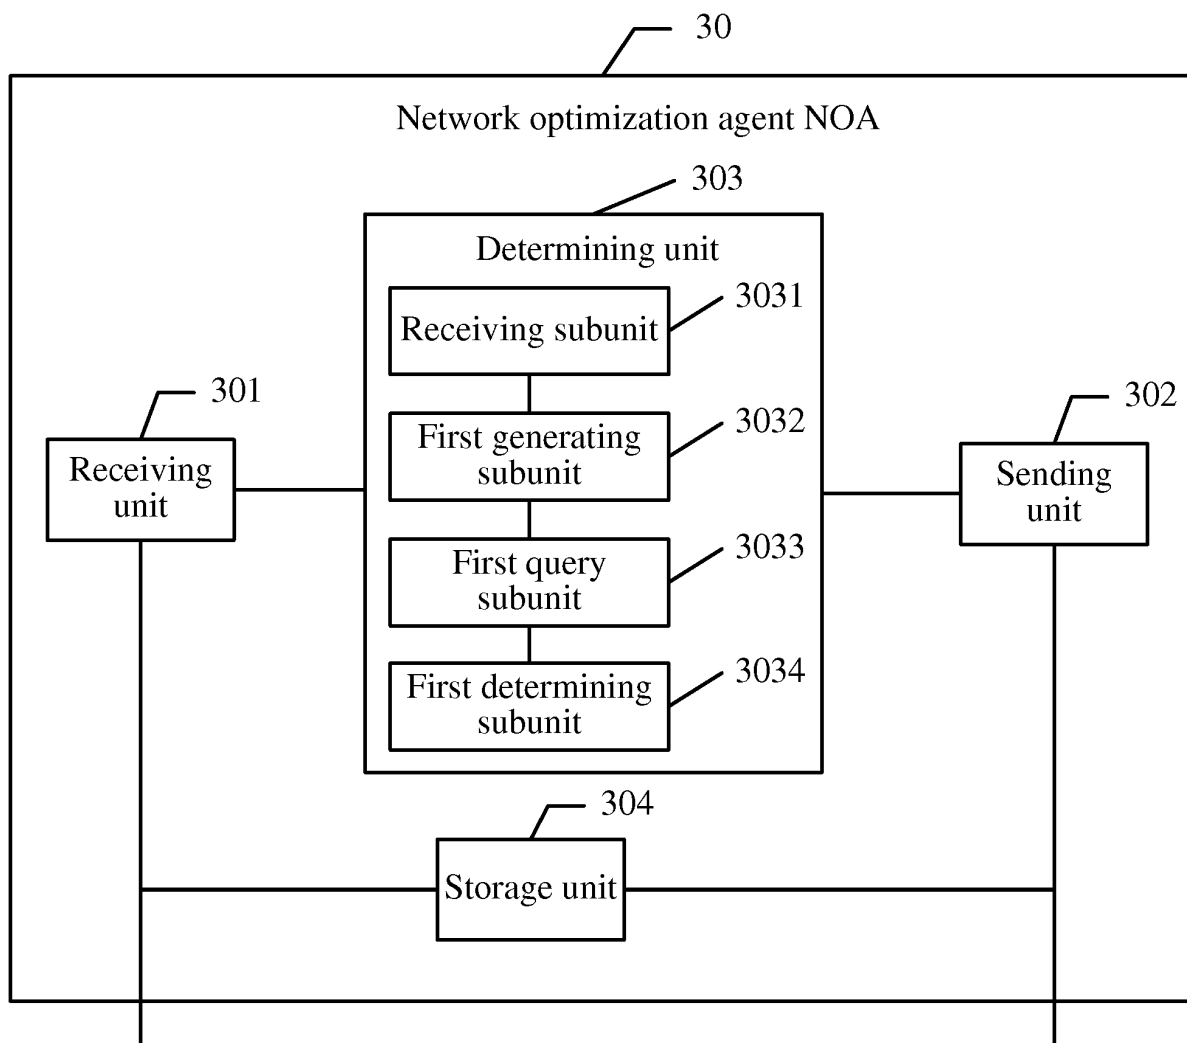 30
Network optimization agent NOA
303
Determining unit
3031
Receiving subunit
301
Receiving
unit
3032
First generating
subunit
302
Sending
unit
3033
First query
subunit
3034
First determining
subunit
304
Storage unit